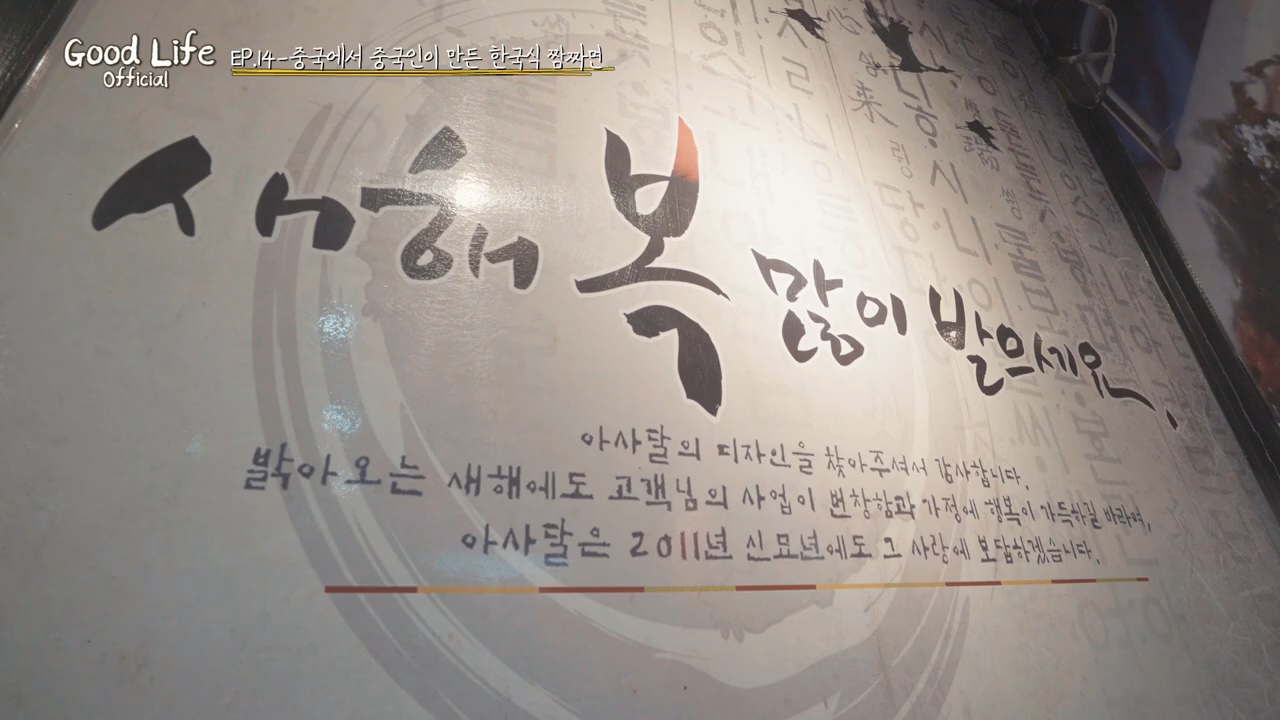 Good Life
Official
EP.14-중국에서 중국인이 만든 한국식 짬짜면
새해 복 많이 받으세요.
아사달의 디자인을 찾아주셔서 감사합니다.
밝아 오는 새해에도 고객님의 사업이 번창함과 가정에 행복이 가득하길 바라며,
아사달은 2011년 신묘년에도 그 사랑에 보답하겠습니다.